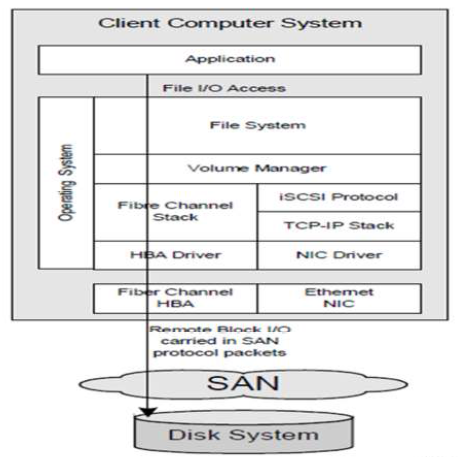 Client Computer System
Application
File I/O Access
Operating System
File System
Volume Manager
Fibre Channel
Stack
iSCSI Protocol
TCP-IP Stack
HBA Driver
NIC Driver
Fiber Channel
HBA
Ethernet
NIC
Remote Block I/O
carried in SAN
protocol packets
SAN
Disk System